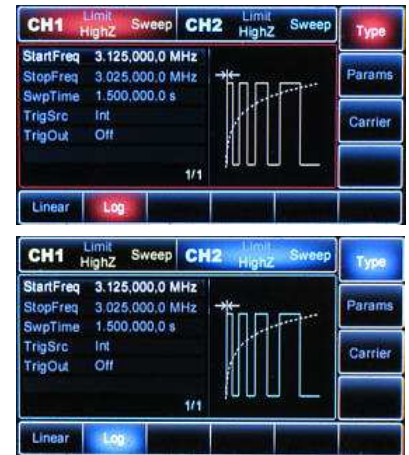 CH1 Limit HighZ Sweep CH2 Limit HighZ Sweep Type
StartFreq 3.125,000,0 MHz
StopFreq 3.025,000,0 MHz
Params
SwpTime 1.500,000.0 s
TrigSrc Int
Carrier
TrigOut Off
1/1
Linear Log
CH1 Limit HighZ Sweep CH2 Limit HighZ Sweep Type
StartFreq 3.125,000,0 MHz
StopFreq 3.025,000,0 MHz
Params
SwpTime 1.500,000,0 s
TrigSrc Int
Carrier
TrigOut Off
1/1
Linear Log